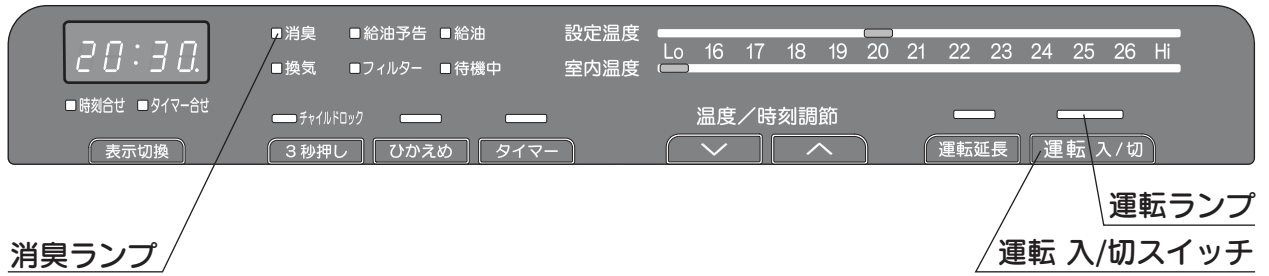 ■消臭 ■給油予告 ■給油
20:30.
■換気 ■フィルター ■待機中
■時刻合せ ■タイマー合せ
設定温度
Lo 16 17 18 19 20 21 22 23 24 25 26 Hi
室内温度
チャイルドロック
温度／時刻調節
表示切換 3秒押し ひかえめ タイマー 運転延長 運転 入/切
運転ランプ
消臭ランプ 運転 入/切スイッチ